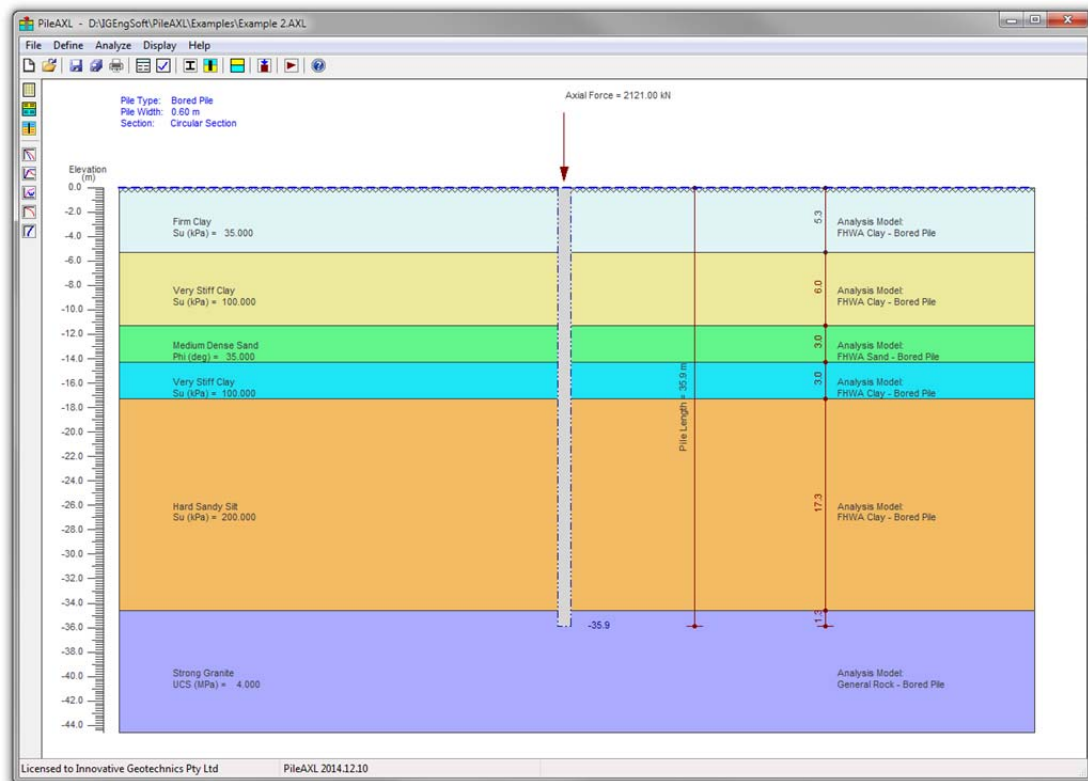 PileAXL - D:\JGEngSoft\PileAXL\Examples\Example 2.AXL
File Define Analyze Display Help
Pile Type: Bored Pile
Pile Width: 0.60 m
Section: Circular Section
Axial Force = 2121.00 kN
Elevation
(m)
0.0
-2.0
-4.0
-6.0
-8.0
-10.0
-12.0
-14.0
-16.0
-18.0
-20.0
-22.0
-24.0
-26.0
-28.0
-30.0
-32.0
-34.0
-36.0
-38.0
-40.0
-42.0
-44.0
Firm Clay
Su (kPa) = 35.000
5.3
Analysis Model:
FHWA Clay - Bored Pile
Very Stiff Clay
Su (kPa) = 100.000
6.0
Analysis Model:
FHWA Clay - Bored Pile
Medium Dense Sand
Phi (deg) = 35.000
3.0
Analysis Model:
FHWA Sand - Bored Pile
Very Stiff Clay
Su (kPa) = 100.000
3.0
Analysis Model:
FHWA Clay - Bored Pile
Pile Length = 35.9 m
Hard Sandy Silt
Su (kPa) = 200.000
17.3
Analysis Model:
FHWA Clay - Bored Pile
1.3
-35.9
Strong Granite
UCS (MPa) = 4.000
Analysis Model:
General Rock - Bored Pile
Licensed to Innovative Geotechnics Pty Ltd
PileAXL 2014.12.10